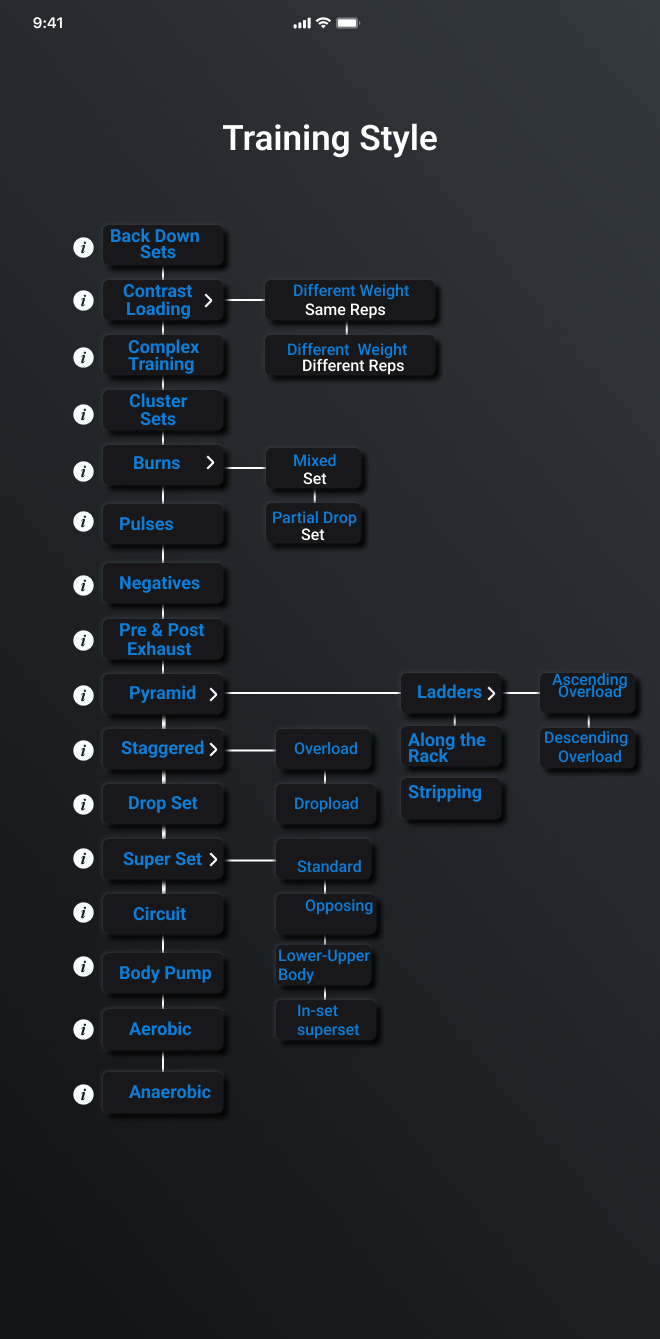 9:41
Training Style
i
Back Down
Sets
i
Contrast
Loading
Different Weight
Same Reps
i
Complex
Training
Different Weight
Different Reps
i
Cluster
Sets
i
Burns
Mixed
Set
i
Pulses
Partial Drop
Set
i
Negatives
i
Pre & Post
Exhaust
i
Pyramid
Ladders
Ascending
Overload
i
Staggered
Overload
Along the
Rack
Descending
Overload
i
Drop Set
Dropload
Stripping
i
Super Set
Standard
i
Circuit
Opposing
i
Body Pump
Lower-Upper
Body
i
Aerobic
In-set
superset
i
Anaerobic